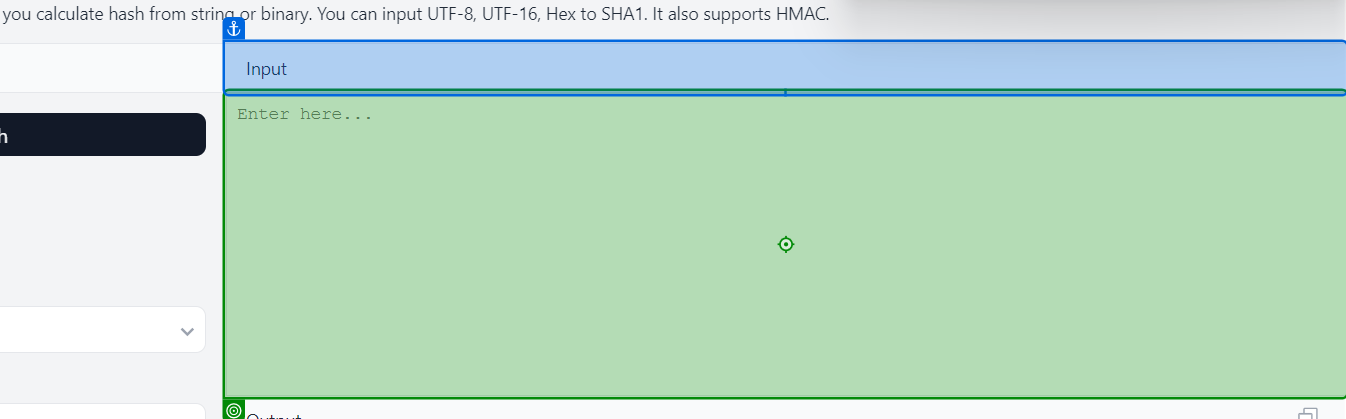 you calculate hash from string or binary. You can input UTF-8, UTF-16, Hex to SHA1. It also supports HMAC.
Input
h
Enter here...
Output